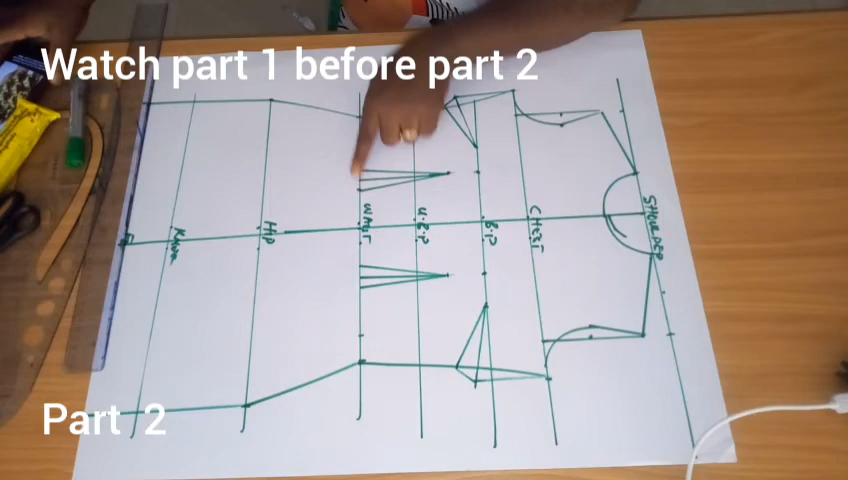 Watch part 1 before part 2
SHOULDER
CHEST
B.P
U.B.P
WAIST
HIP
Knee
Part 2